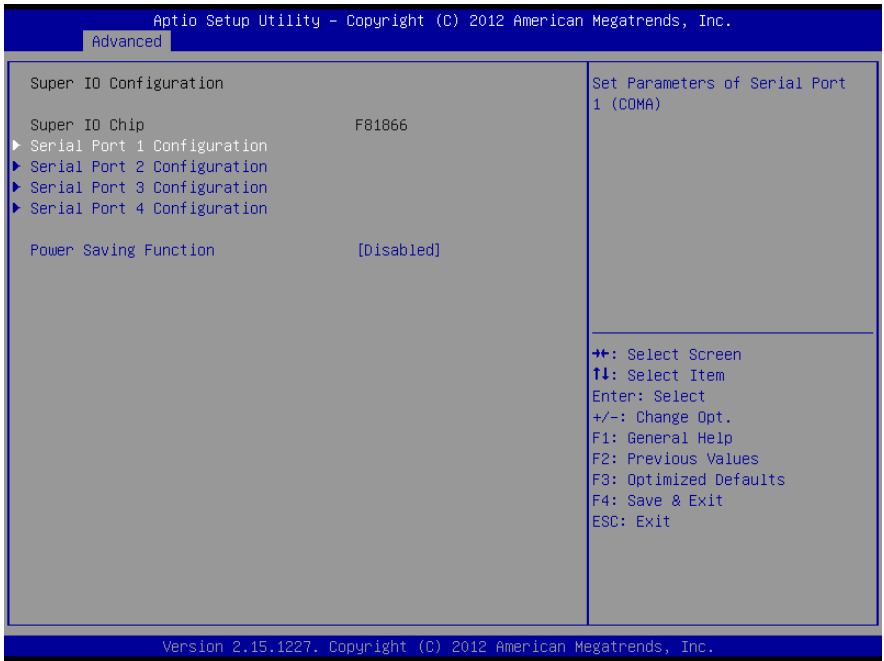 Aptio Setup Utility – Copyright (C) 2012 American Megatrends, Inc.
Advanced
Super IO Configuration
Super IO Chip F81866
Serial Port 1 Configuration
Serial Port 2 Configuration
Serial Port 3 Configuration
Serial Port 4 Configuration
Power Saving Function [Disabled]
Set Parameters of Serial Port
1 (COMA)
→←: Select Screen
↑↓: Select Item
Enter: Select
+/-: Change Opt.
F1: General Help
F2: Previous Values
F3: Optimized Defaults
F4: Save & Exit
ESC: Exit
Version 2.15.1227. Copyright (C) 2012 American Megatrends, Inc.